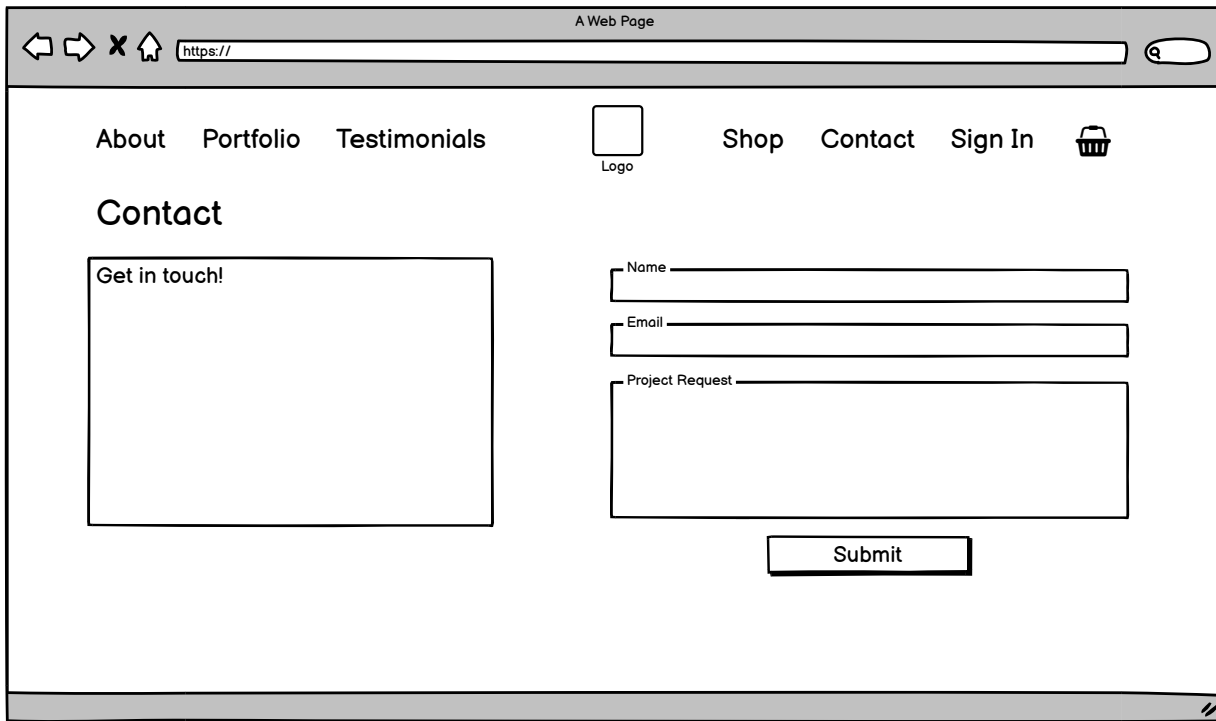 A Web Page
https://
About Portfolio Testimonials
Logo
Shop Contact Sign In
Contact
Get in touch!
Name
Email
Project Request
Submit